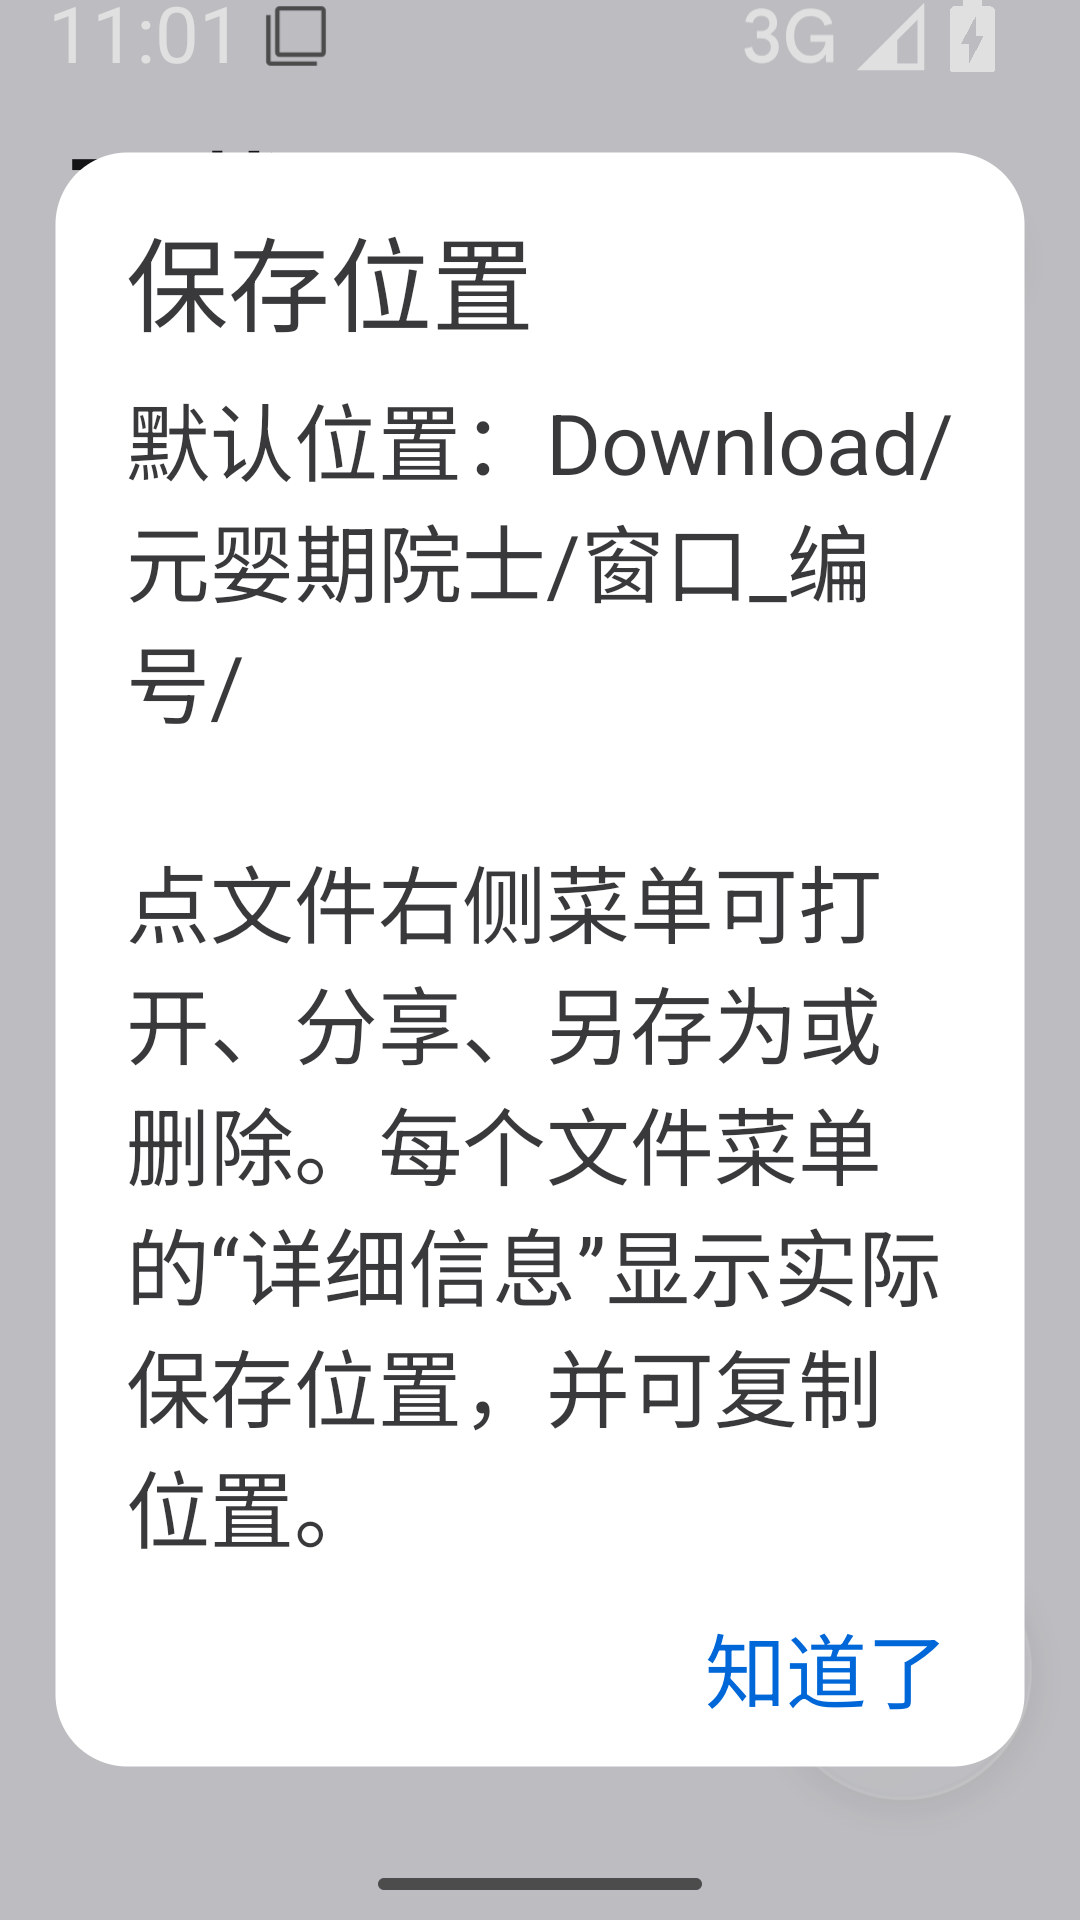 11:01
3G
保存位置
默认位置：Download/
元婴期院士/窗口_编
号/
点文件右侧菜单可打
开、分享、另存为或
删除。每个文件菜单
的“详细信息”显示实际
保存位置，并可复制
位置。
知道了